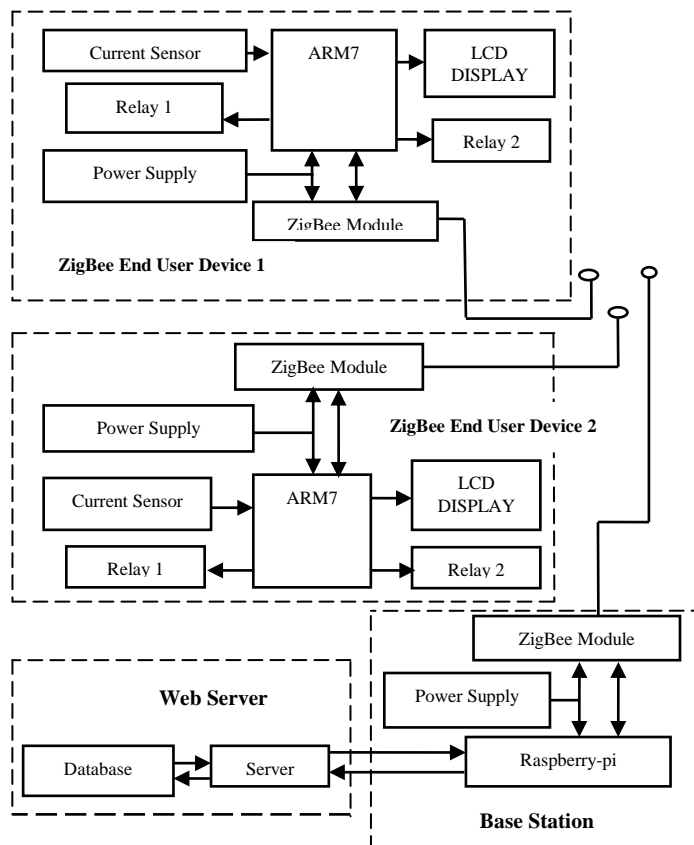 Current Sensor
ARM7
LCD
DISPLAY
Relay 1
Relay 2
Power Supply
ZigBee Module
ZigBee End User Device 1
ZigBee Module
Power Supply
ZigBee End User Device 2
Current Sensor
ARM7
LCD
DISPLAY
Relay 1
Relay 2
ZigBee Module
Web Server
Power Supply
Database
Server
Raspberry-pi
Base Station